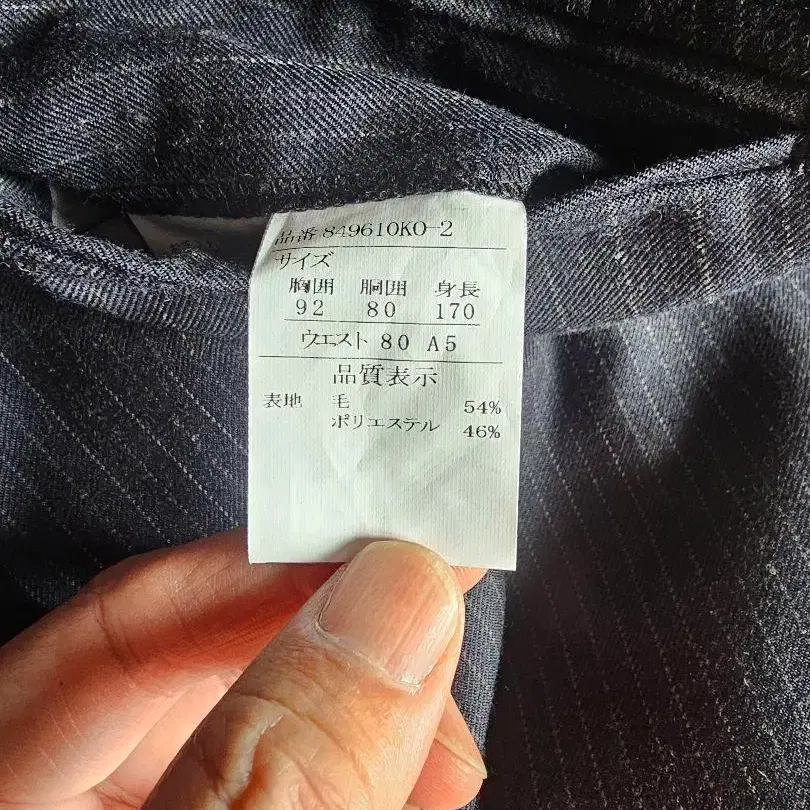 品番 849610KO-2
サイズ
胸囲 胴囲 身長
92 80 170
ウエスト 80 A5
品質表示
表地 毛 54%
ポリエステル 46%